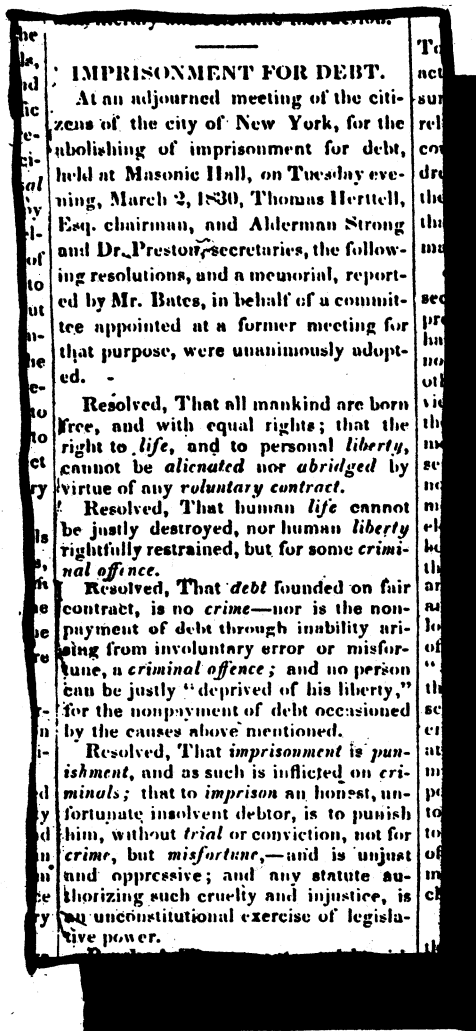 IMPRISONMENT FOR DEBT.
At an adjourned meeting of the citi-
zens of the city of New York, for the
abolishing of imprisonment for debt,
held at Masonic Hall, on Tuesday eve-
ning, March 2, 1830, Thomas Herttell,
Esq. chairman, and Alderman Strong
and Dr. Preston, secretaries, the follow-
ing resolutions, and a memorial, report-
ed by Mr. Bates, in behalf of a commit-
tee appointed at a former meeting for
that purpose, were unanimously adopt-
ed.
Resolved, That all mankind are born
free, and with equal rights; that the
right to life, and to personal liberty,
cannot be alienated nor abridged by
virtue of any voluntary contract.
Resolved, That human life cannot
be justly destroyed, nor human liberty
rightfully restrained, but for some crimi-
nal offence.
Resolved, That debt founded on fair
contract, is no crime—nor is the non-
payment of debt through inability ari-
sing from involuntary error or misfor-
tune, a criminal offence; and no person
can be justly "deprived of his liberty,"
for the nonpayment of debt occasioned
by the causes above mentioned.
Resolved, That imprisonment is pun-
ishment, and as such is inflicted on cri-
minals; that to imprison an honest, un-
fortunate insolvent debtor, is to punish
him, without trial or conviction, not for
crime, but misfortune,—and is unjust
and oppressive; and any statute au-
thorizing such cruelty and injustice, is
an unconstitutional exercise of legisla-
tive power.